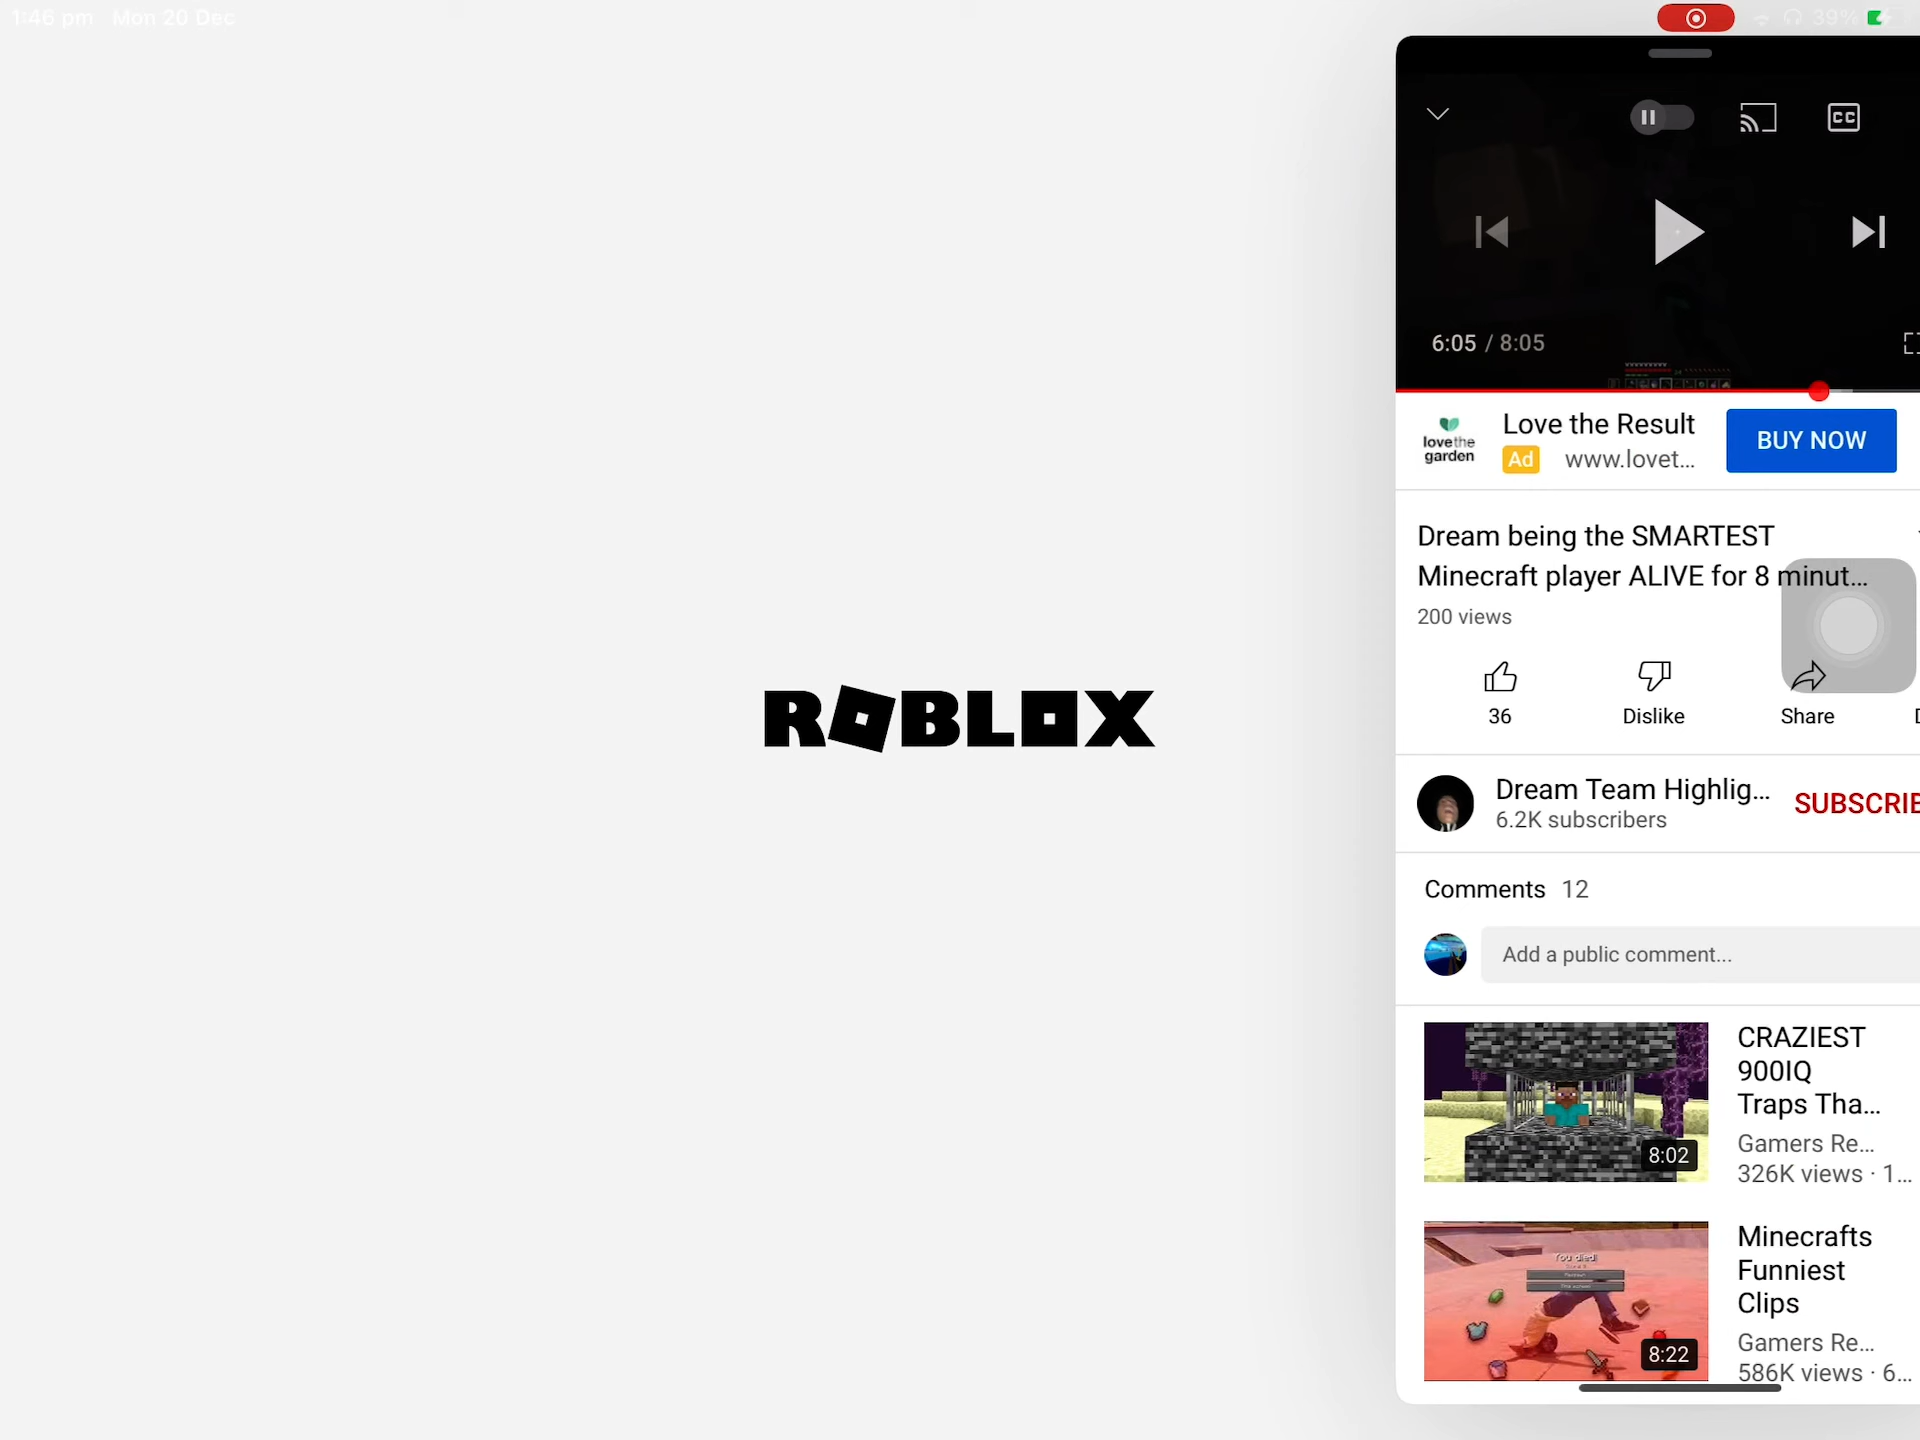 1:46 pm Mon 20 Dec
39%
CC
6:05 / 8:05
love the
garden
Love the Result
Ad www.lovet...
BUY NOW
Dream being the SMARTEST
Minecraft player ALIVE for 8 minut...
200 views
36
Dislike
Share
ROBLOX
Dream Team Highlig...
6.2K subscribers
SUBSCRIB
Comments 12
Add a public comment...
CRAZIEST
900IQ
Traps Tha...
Gamers Re...
326K views · 1...
8:02
Minecrafts
Funniest
Clips
Gamers Re...
586K views · 6...
You died!
8:22